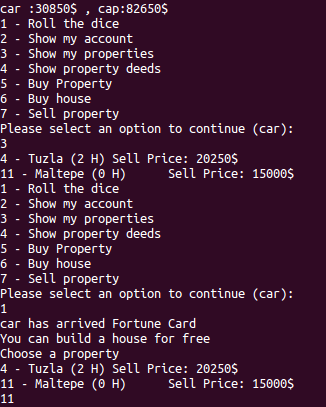 car :30850$ , cap:82650$
1 - Roll the dice
2 - Show my account
3 - Show my properties
4 - Show property deeds
5 - Buy Property
6 - Buy house
7 - Sell property
Please select an option to continue (car):
3
4 - Tuzla (2 H) Sell Price: 20250$
11 - Maltepe (0 H)      Sell Price: 15000$
1 - Roll the dice
2 - Show my account
3 - Show my properties
4 - Show property deeds
5 - Buy Property
6 - Buy house
7 - Sell property
Please select an option to continue (car):
1
car has arrived Fortune Card
You can build a house for free
Choose a property
4 - Tuzla (2 H) Sell Price: 20250$
11 - Maltepe (0 H)      Sell Price: 15000$
11